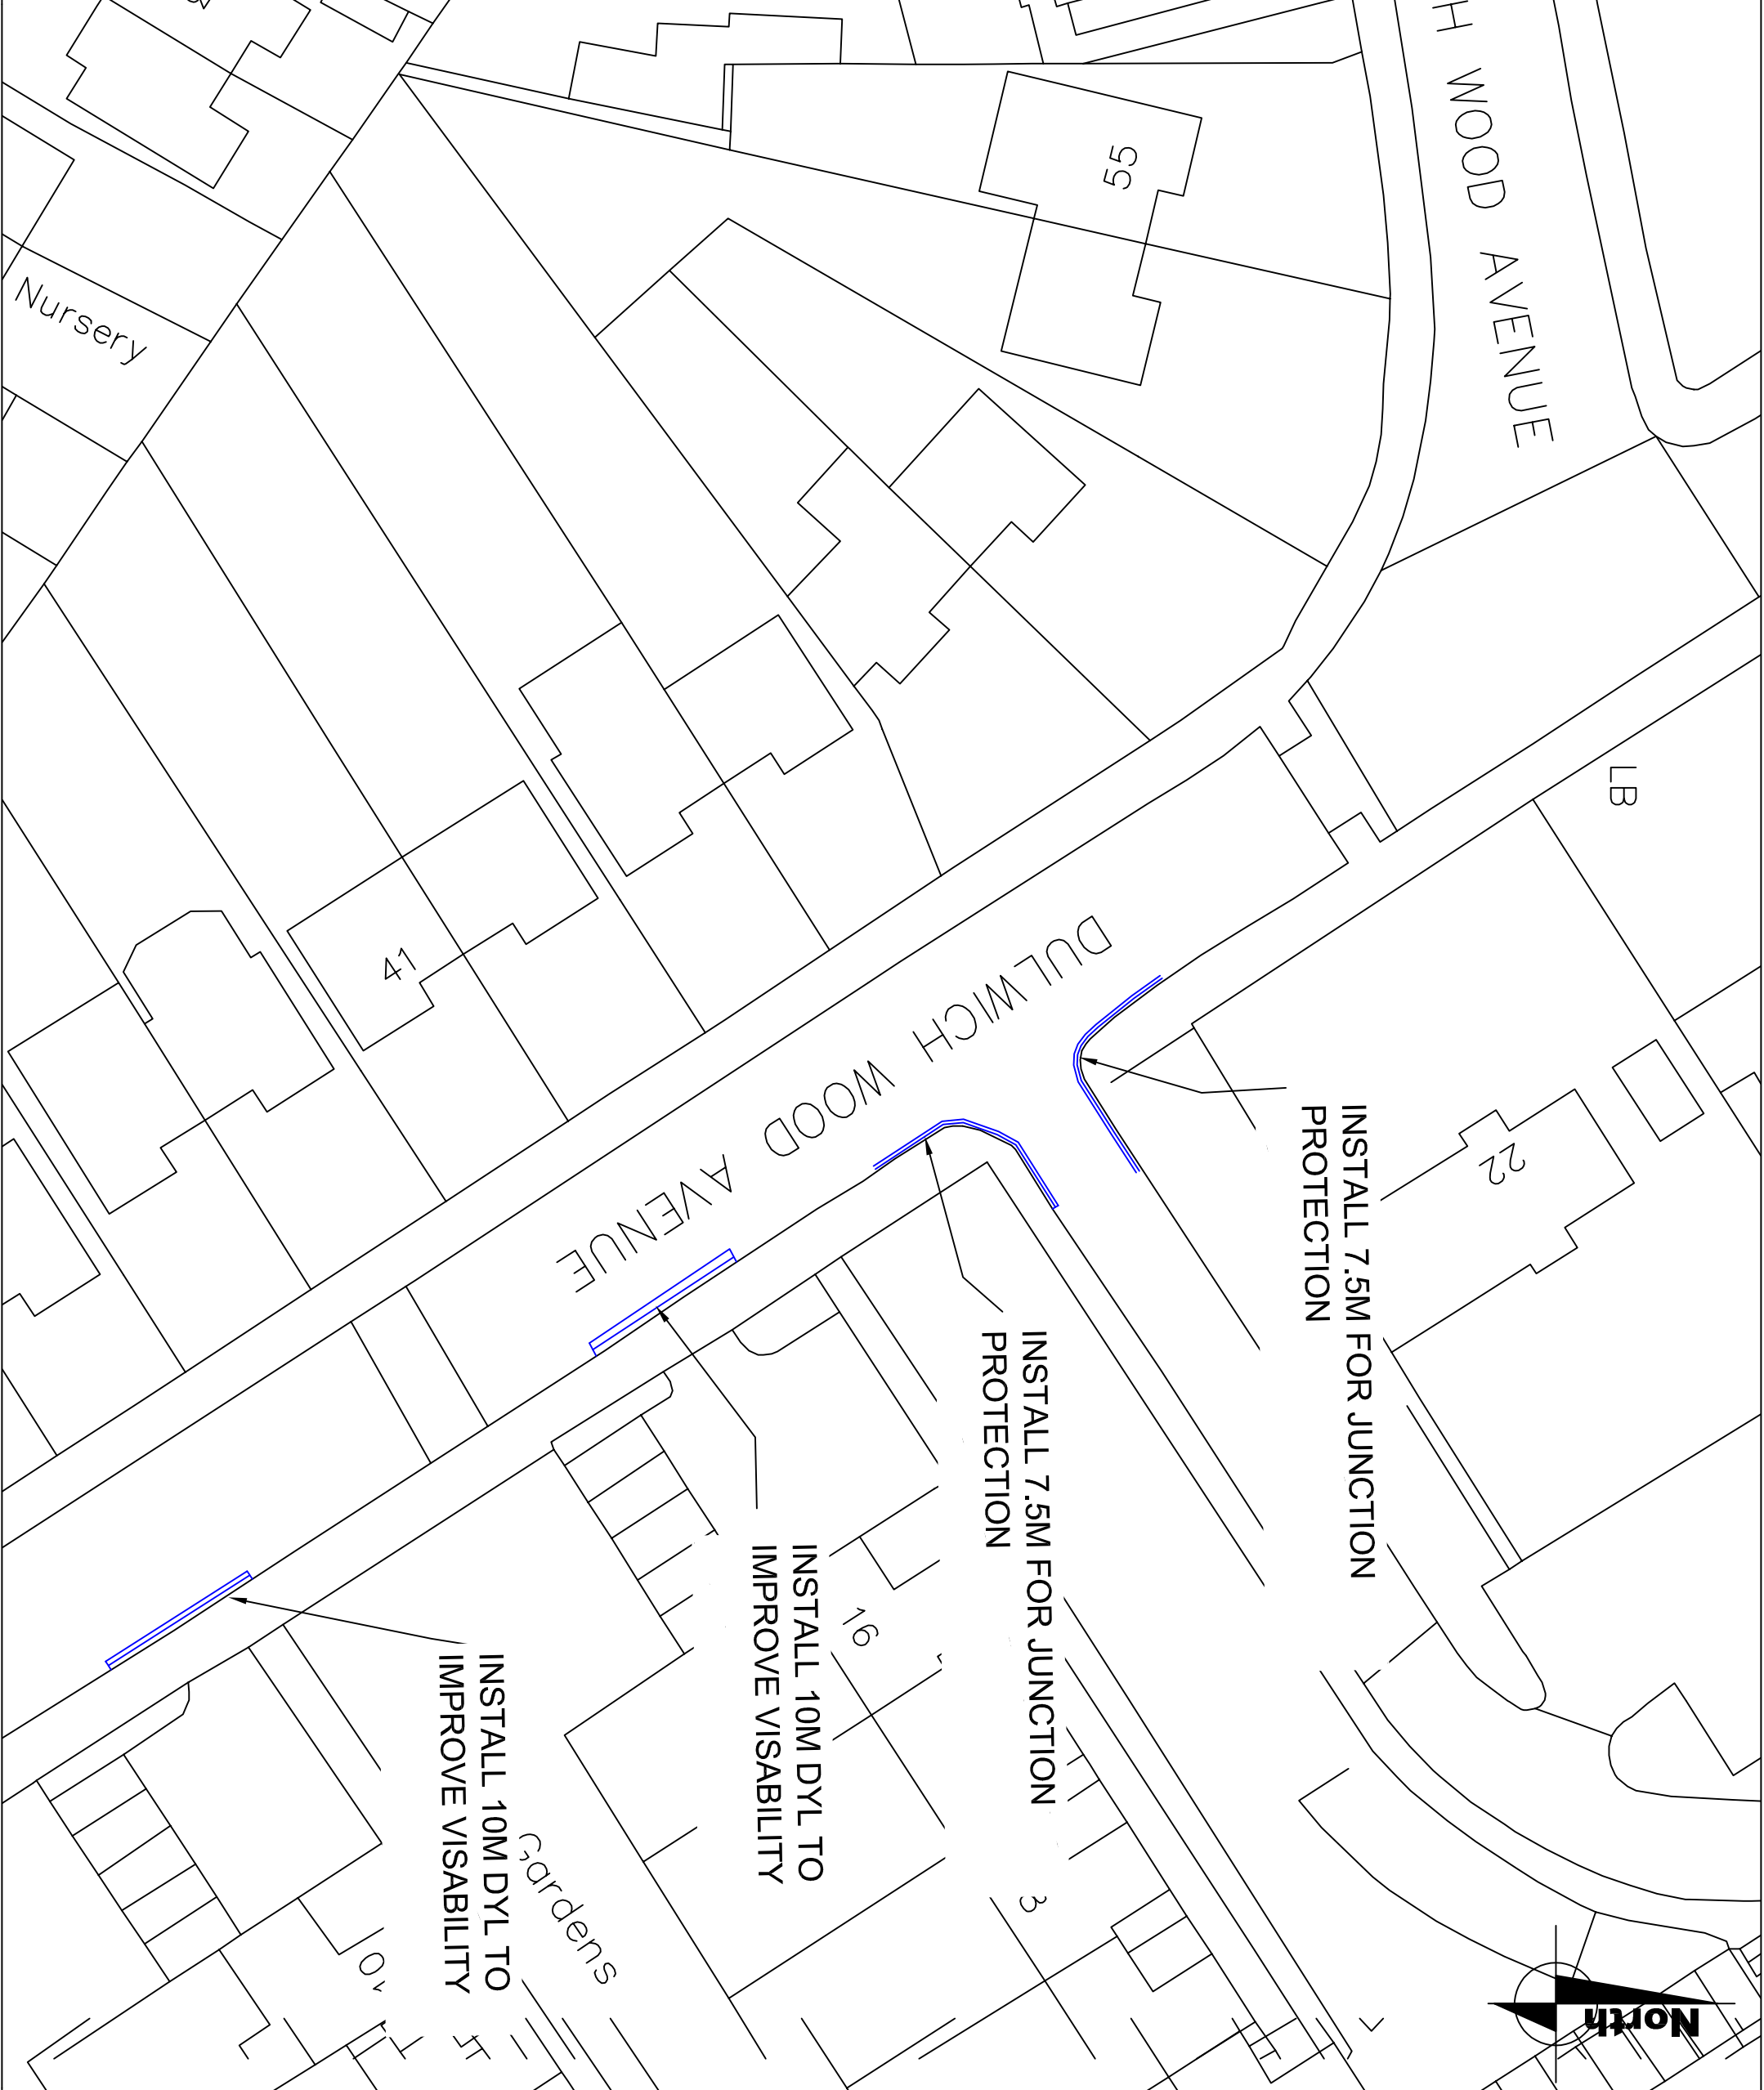 H WOOD AVENUE
55
Nursery
LB
41
DULWICH WOOD AVENUE
22
INSTALL 7.5M FOR JUNCTION
PROTECTION
INSTALL 7.5M FOR JUNCTION
PROTECTION
INSTALL 10M DYL TO
IMPROVE VISABILITY
16
INSTALL 10M DYL TO
IMPROVE VISABILITY
Gardens
3
North